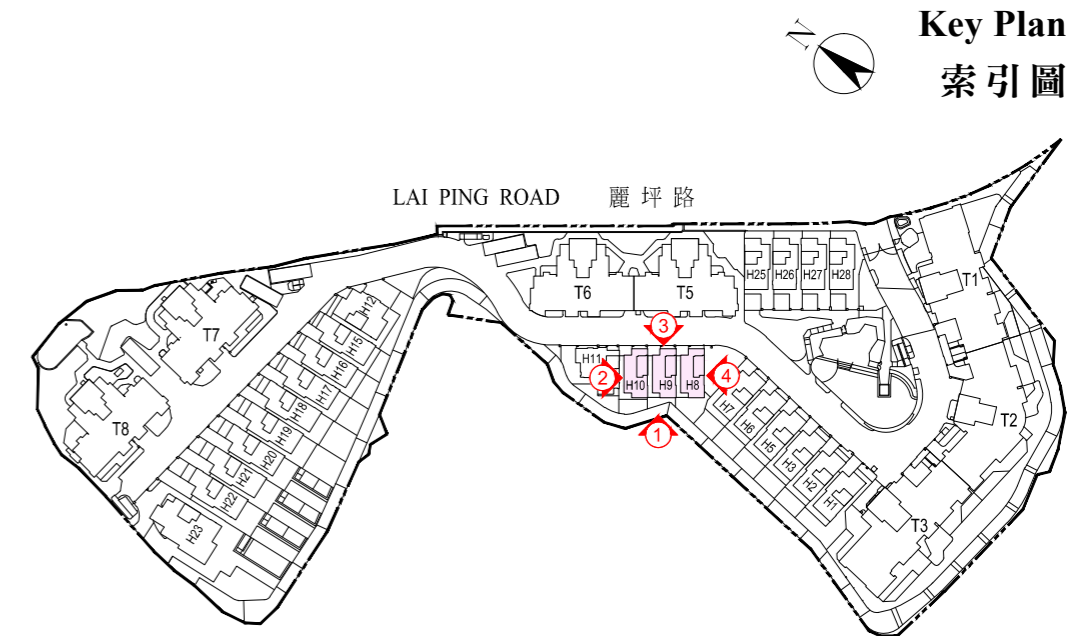 N
Key Plan
索引圖
LAI PING ROAD 麗坪路
T6
T5
H25
H26
H27
H28
T1
T7
H12
H15
H16
H17
H18
H19
H20
H21
H22
H23
T8
H11
H10
H9
H8
3
2
4
1
H7
H6
H5
H3
H2
H1
T2
T3